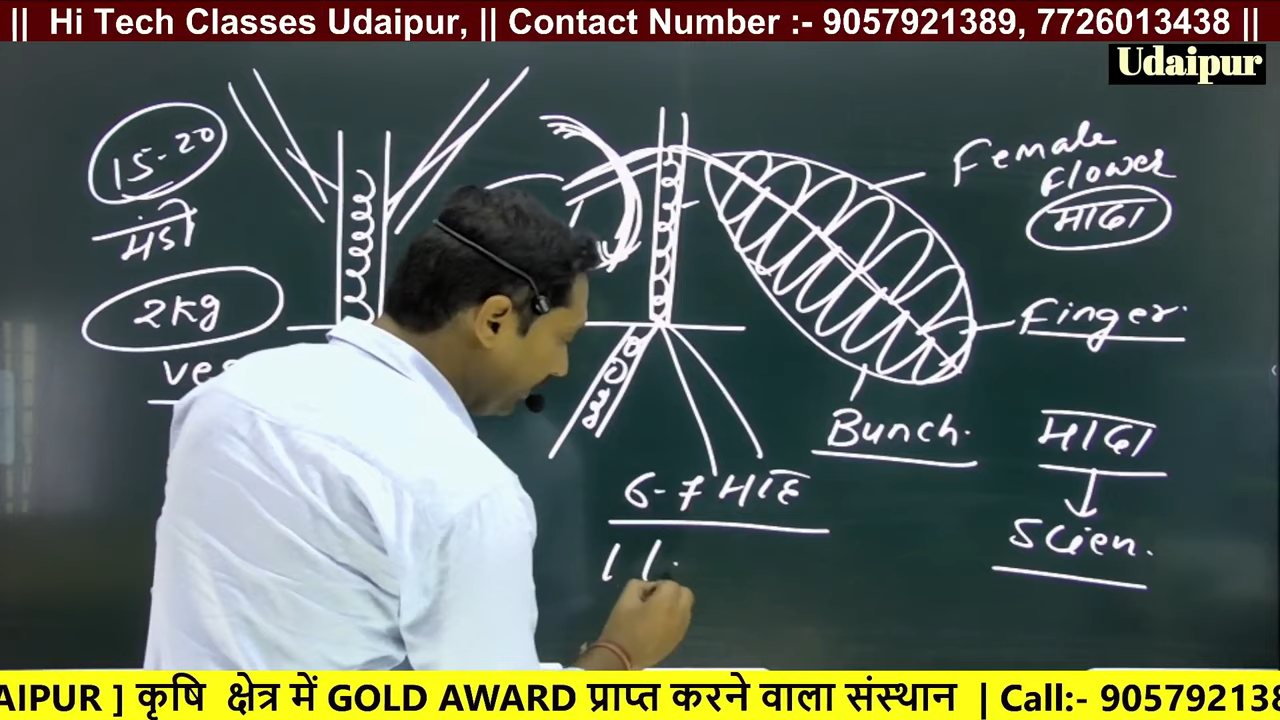 || Hi Tech Classes Udaipur, || Contact Number :- 9057921389, 7726013438 ||
Udaipur
15-20
2kg
Female
flower
मादा
Finger.
Bunch.
मादा
↓
Scien.
6-7 माह
11.
AIPUR ] कृषि क्षेत्र में GOLD AWARD प्राप्त करने वाला संस्थान | Call:- 905792138